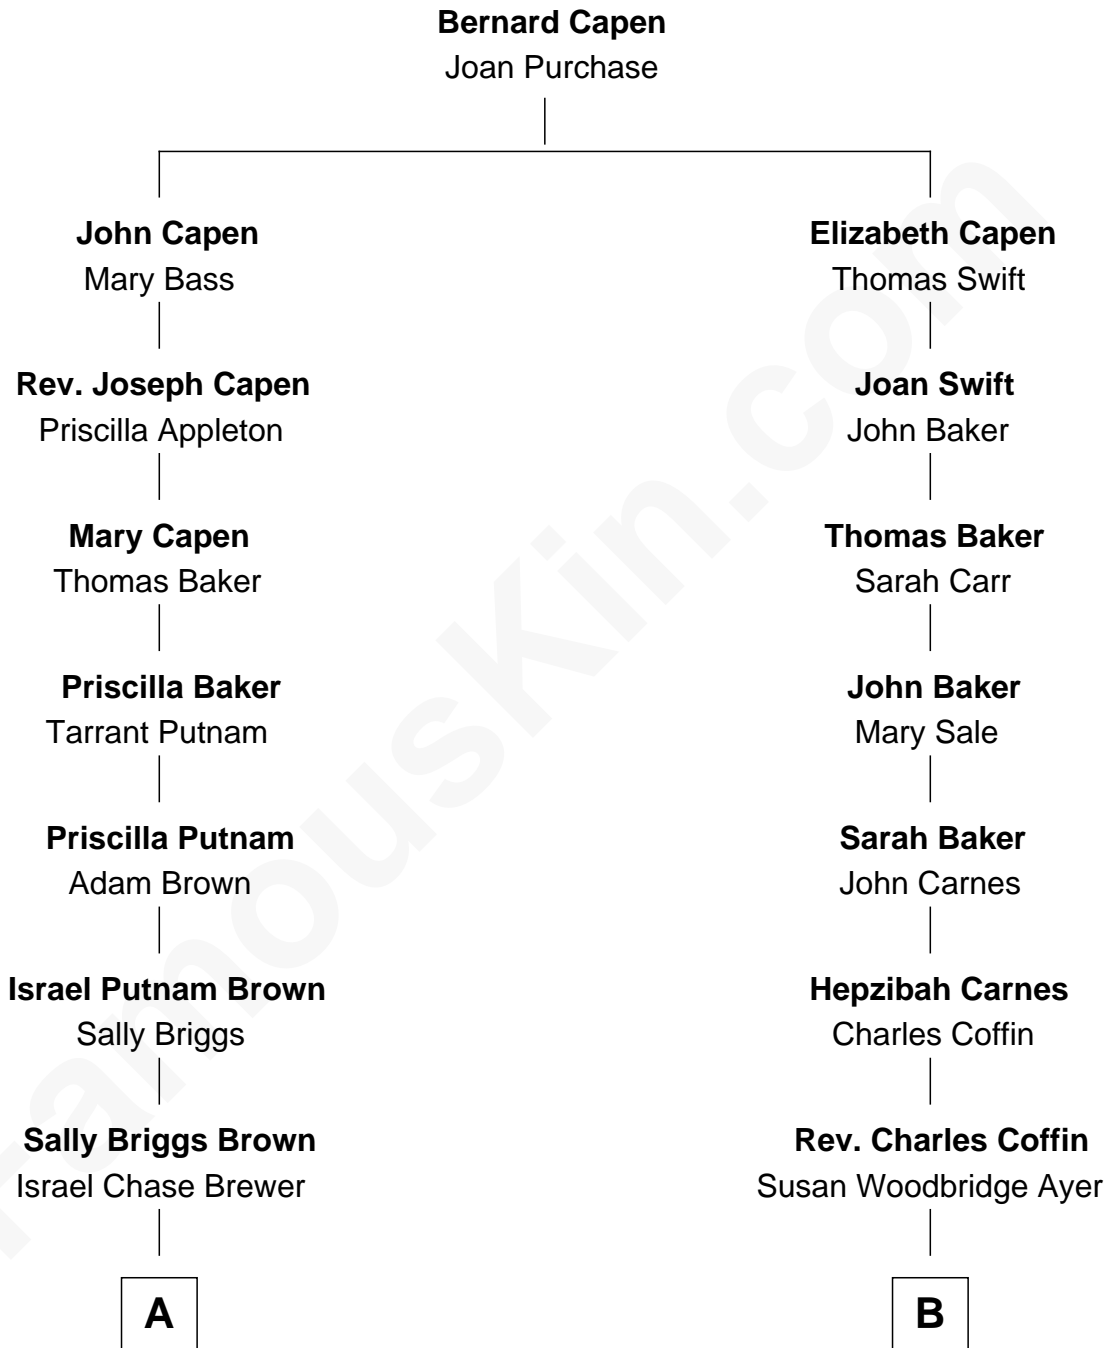 Bernard Capen
Joan Purchase
John Capen
Mary Bass
Rev. Joseph Capen
Priscilla Appleton
Mary Capen
Thomas Baker
Priscilla Baker
Tarrant Putnam
Priscilla Putnam
Adam Brown
Israel Putnam Brown
Sally Briggs
Sally Briggs Brown
Israel Chase Brewer
A
Elizabeth Capen
Thomas Swift
Joan Swift
John Baker
Thomas Baker
Sarah Carr
John Baker
Mary Sale
Sarah Baker
John Carnes
Hepzibah Carnes
Charles Coffin
Rev. Charles Coffin
Susan Woodbridge Ayer
B
FamousKin.com